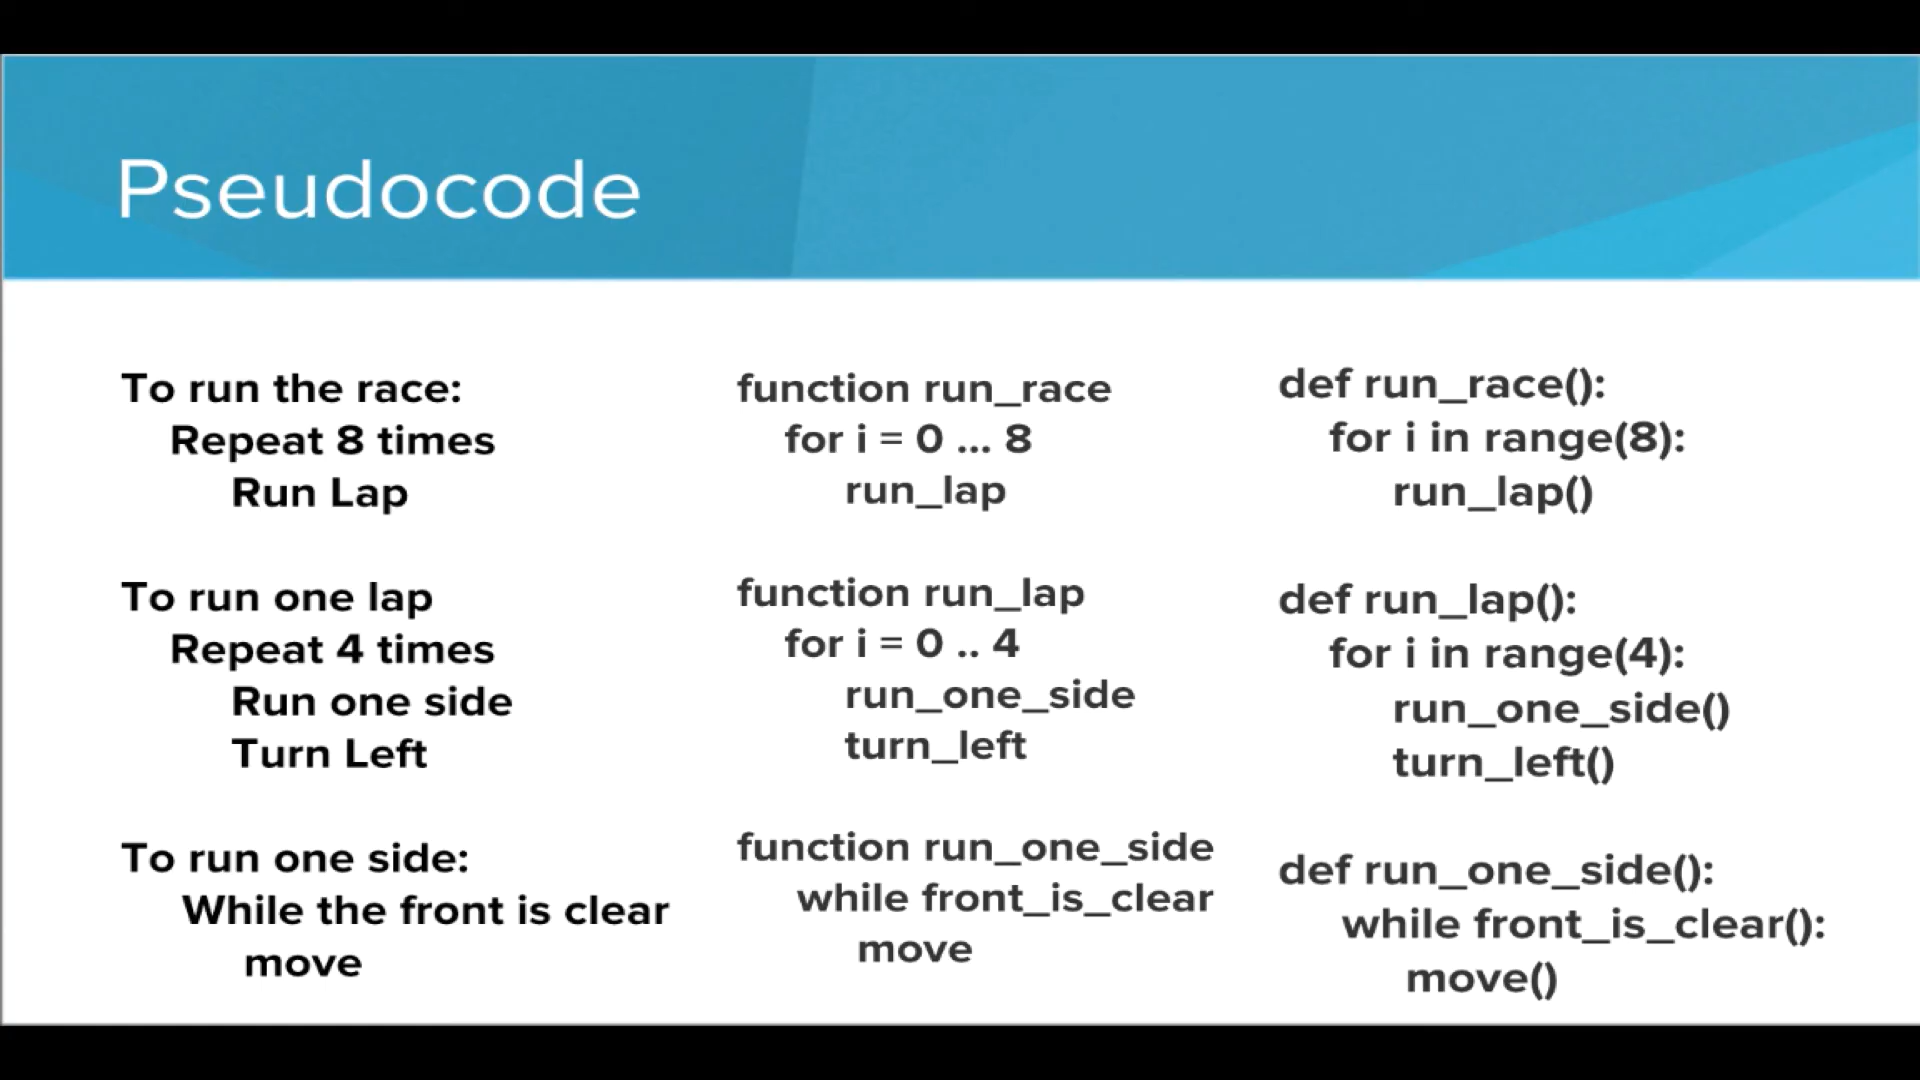 Pseudocode
To run the race:
Repeat 8 times
Run Lap
To run one lap
Repeat 4 times
Run one side
Turn Left
To run one side:
While the front is clear
move
function run_race
for i = 0 ... 8
run_lap
function run_lap
for i = 0 .. 4
run_one_side
turn_left
function run_one_side
while front_is_clear
move
def run_race():
for i in range(8):
run_lap()
def run_lap():
for i in range(4):
run_one_side()
turn_left()
def run_one_side():
while front_is_clear():
move()